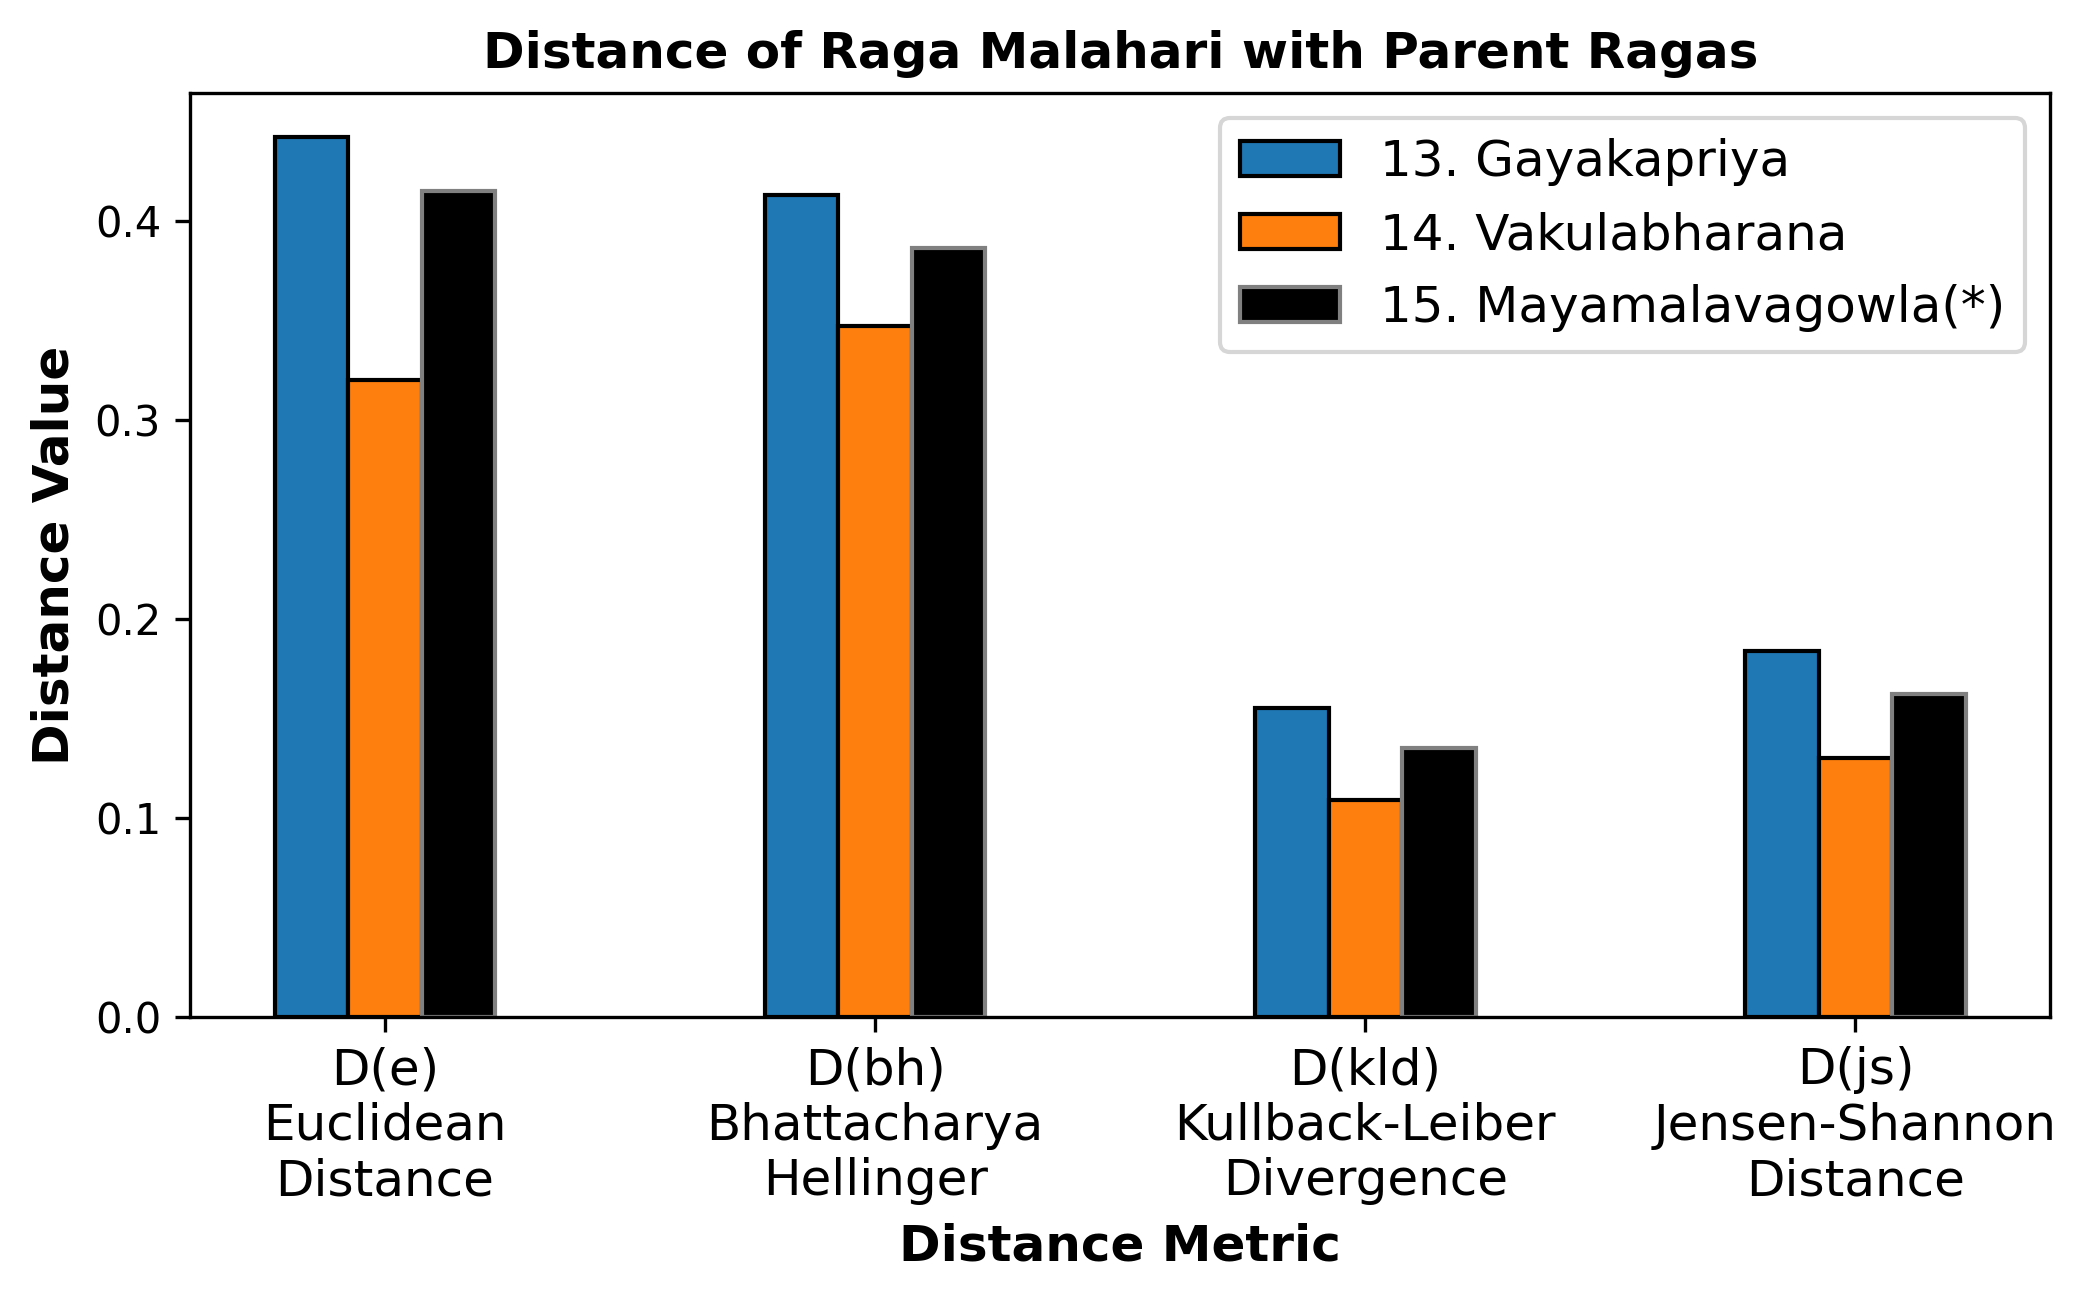 Distance of Raga Malahari with Parent Ragas
13. Gayakapriya
14. Vakulabharana
15. Mayamalavagowla(*)
Distance Value
0.4
0.3
0.2
0.1
0.0
D(e)
Euclidean
Distance
D(bh)
Bhattacharya
Hellinger
D(kld)
Kullback-Leiber
Divergence
D(js)
Jensen-Shannon
Distance
Distance Metric